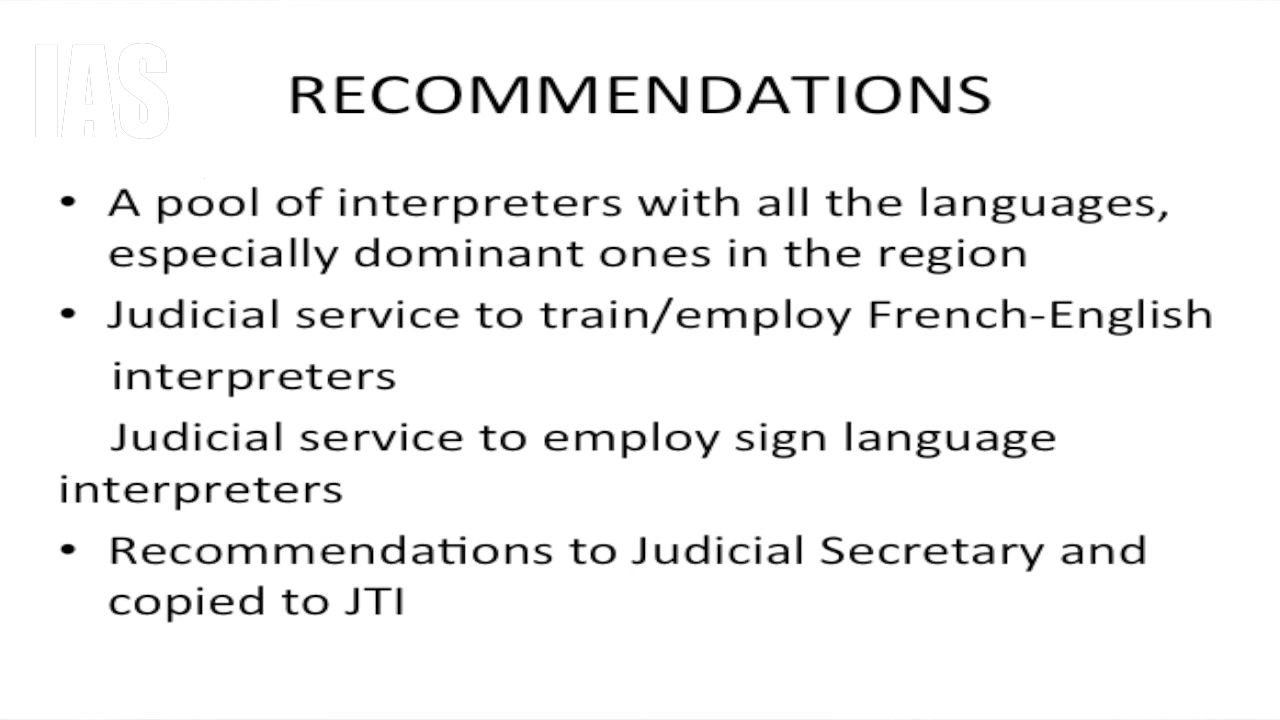 IAS
RECOMMENDATIONS
• A pool of interpreters with all the languages,
especially dominant ones in the region
• Judicial service to train/employ French-English
interpreters
Judicial service to employ sign language
interpreters
• Recommendations to Judicial Secretary and
copied to JTI